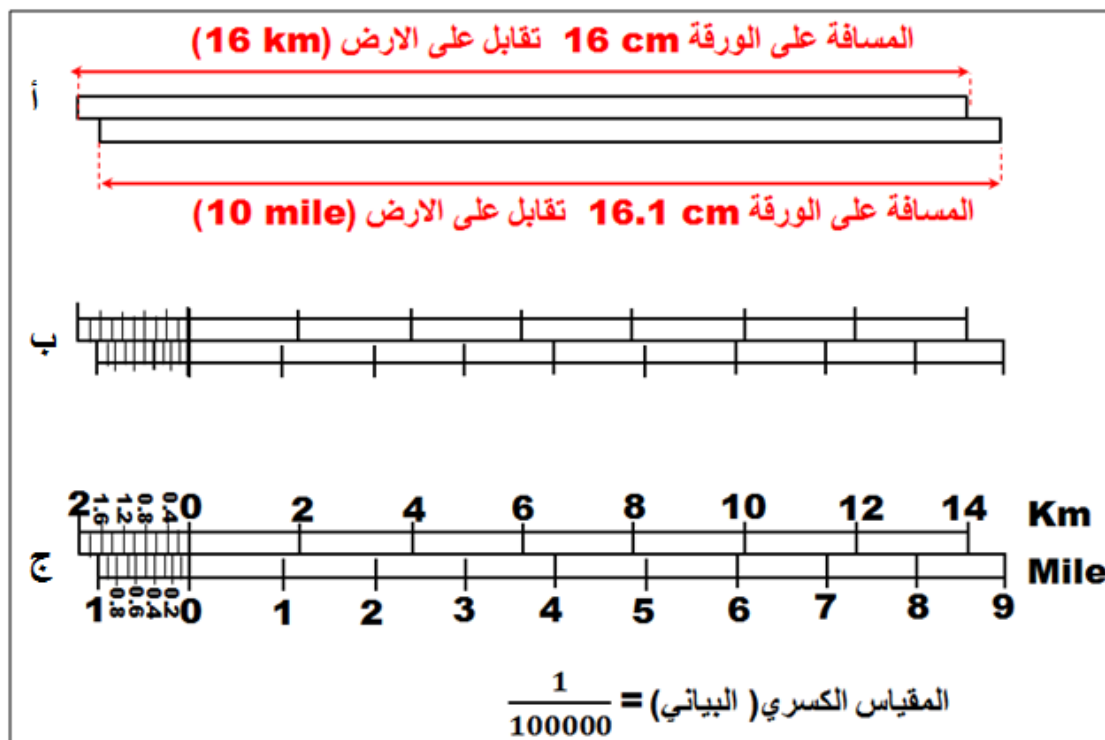 المسافة على الورقة 16 cm تقابل على الارض (16 km)
أ
المسافة على الورقة 16.1 cm تقابل على الارض (10 mile)
ب
2 1.6 1.2 0.8 0.4 0 2 4 6 8 10 12 14 Km
ج
1 0.8 0.6 0.4 0.2 0 1 2 3 4 5 6 7 8 9 Mile
المقياس الكسري( البياني) = 1/100000